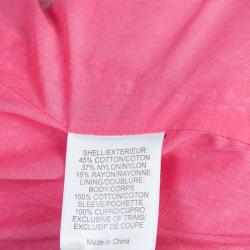 SHELL/EXTERIEUR:
45% COTTON/COTON
37% NYLON/NYLON
18% RAYON/RAYONNE
LINING/DOUBLURE:
BODY/CORPS
100% COTTON/COTON
SLEEVE/POCHETTE
100% CUPRO/CUPRO
EXCLUSIVE OF TRIMS/
EXCLUSIF DE COUPE
Made in China